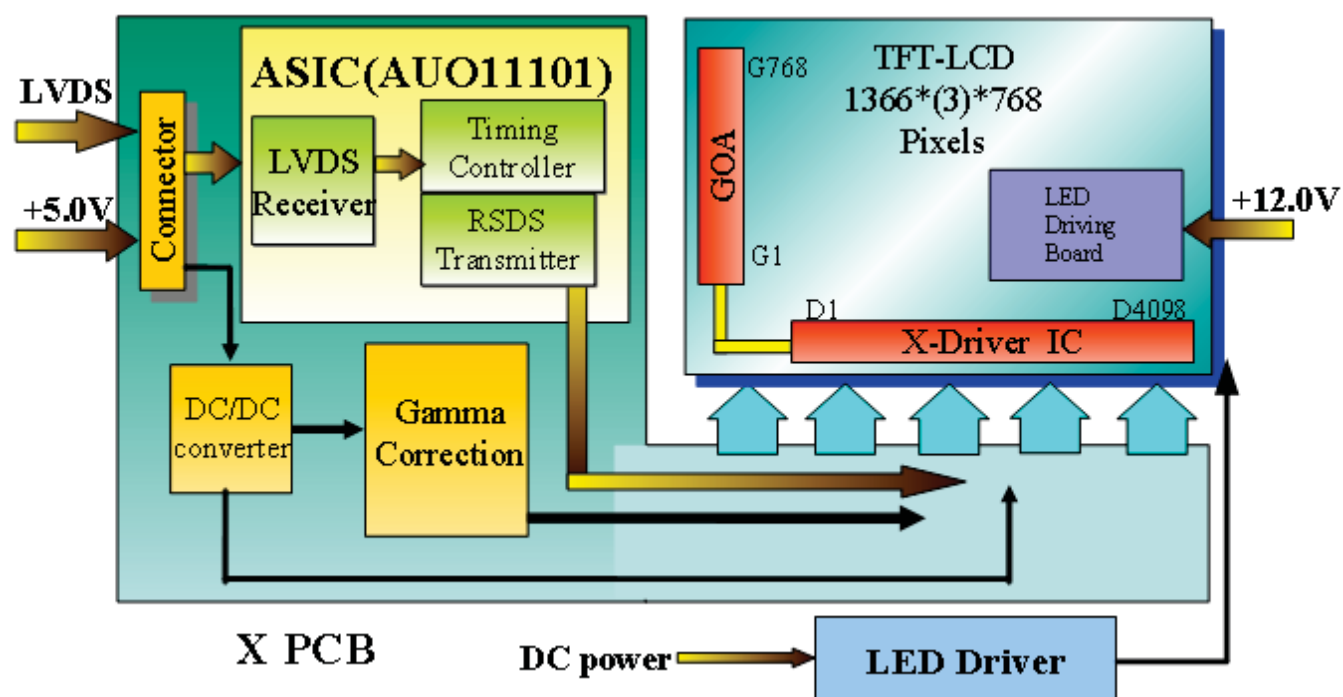 LVDS
+5.0V
Connector
ASIC(AUO11101)
LVDS
Receiver
Timing
Controller
RSDS
Transmitter
DC/DC
converter
Gamma
Correction
X PCB
G768
GOA
G1
TFT-LCD
1366*(3)*768
Pixels
LED
Driving
Board
+12.0V
D1
D4098
X-Driver IC
DC power
LED Driver